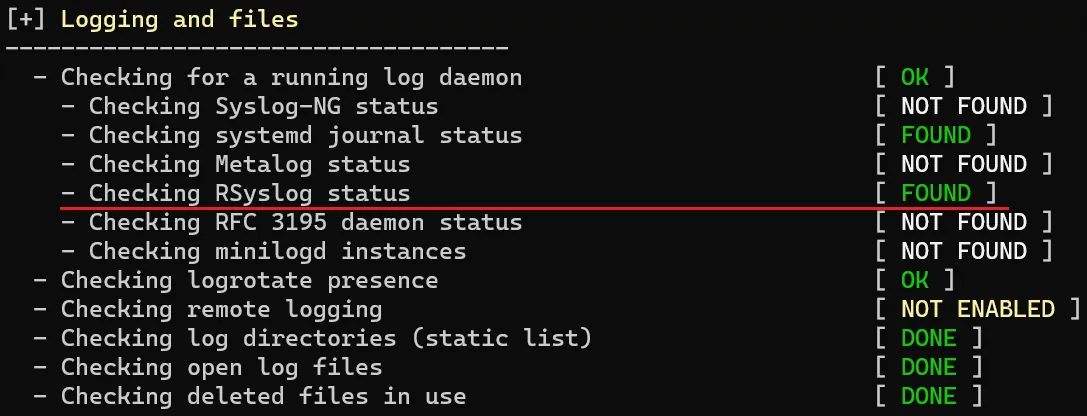 [+] Logging and files
------------------------------------
  - Checking for a running log daemon                         [ OK ]
    - Checking Syslog-NG status                               [ NOT FOUND ]
    - Checking systemd journal status                         [ FOUND ]
    - Checking Metalog status                                 [ NOT FOUND ]
    - Checking RSyslog status                                 [ FOUND ]
    - Checking RFC 3195 daemon status                         [ NOT FOUND ]
    - Checking minilogd instances                             [ NOT FOUND ]
  - Checking logrotate presence                               [ OK ]
  - Checking remote logging                                   [ NOT ENABLED ]
  - Checking log directories (static list)                    [ DONE ]
  - Checking open log files                                   [ DONE ]
  - Checking deleted files in use                             [ DONE ]